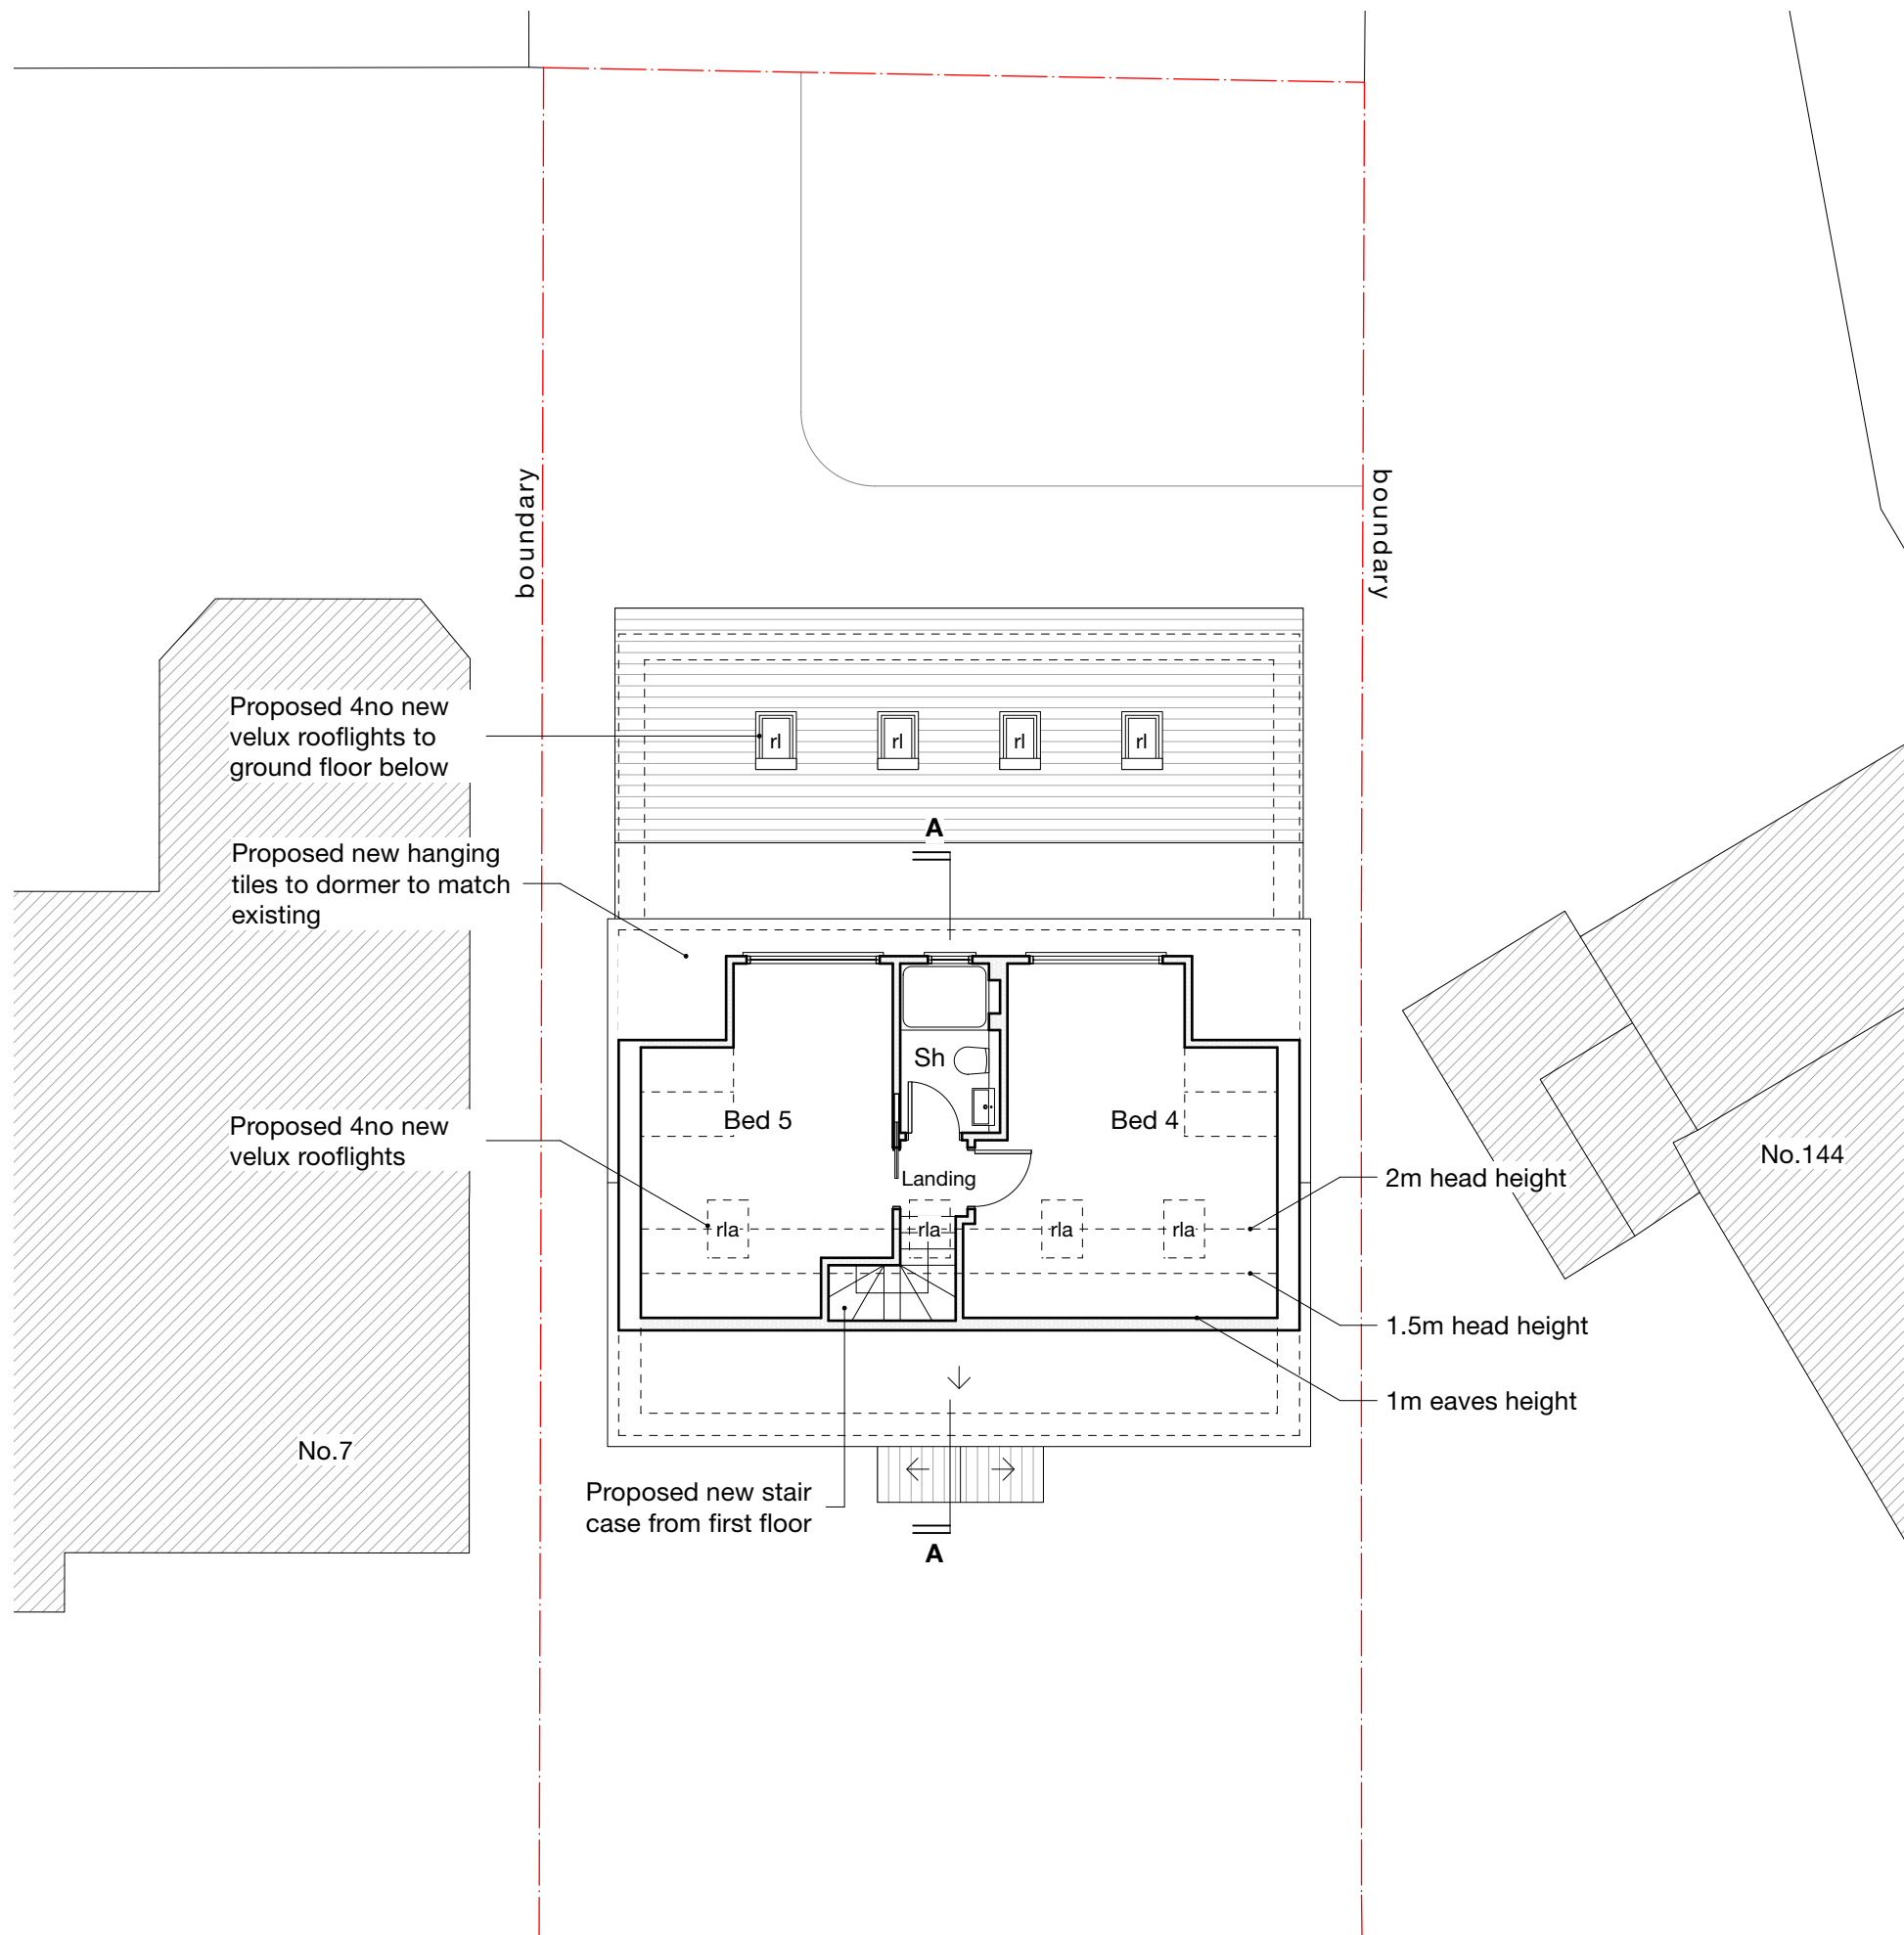 boundary
boundary
Proposed 4no new
velux rooflights to
ground floor below
rl
rl
rl
rl
A
Proposed new hanging
tiles to dormer to match
existing
Sh
Bed 5
Bed 4
Proposed 4no new
velux rooflights
Landing
No.144
2m head height
rla
rla
rla
rla
1.5m head height
1m eaves height
No.7
Proposed new stair
case from first floor
A